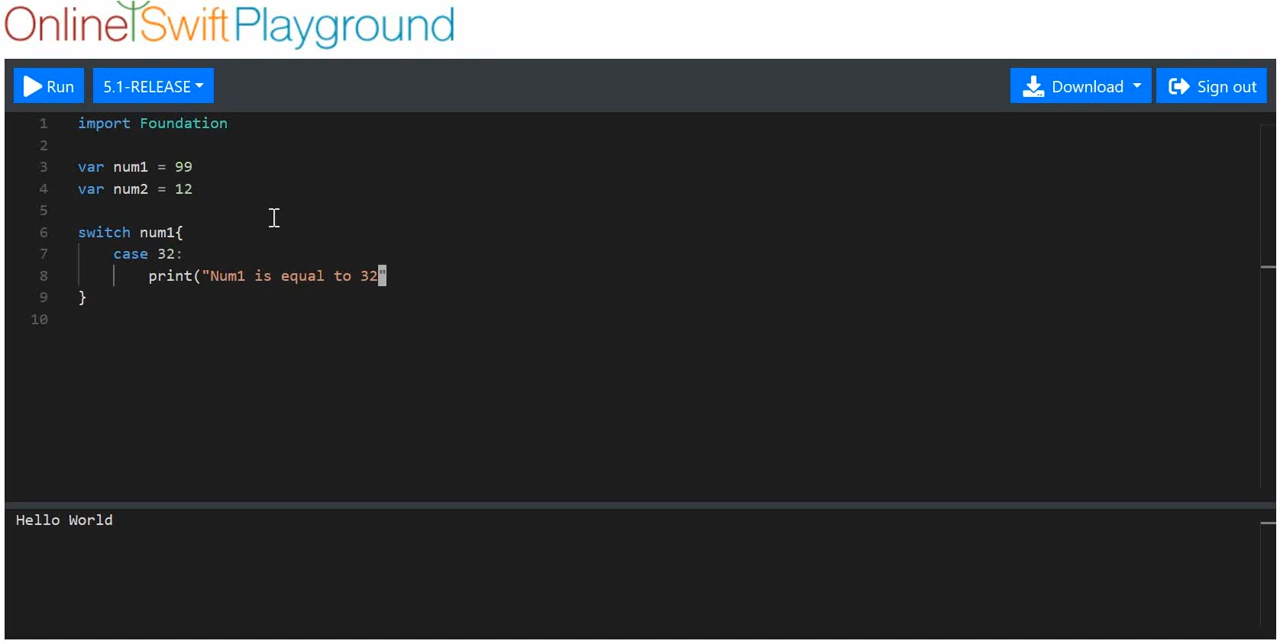 OnlineSwiftPlayground
Run 5.1-RELEASE Download Sign out
1 import Foundation
2
3 var num1 = 99
4 var num2 = 12
5
6 switch num1{
7 case 32:
8 print("Num1 is equal to 32"
9 }
10
Hello World